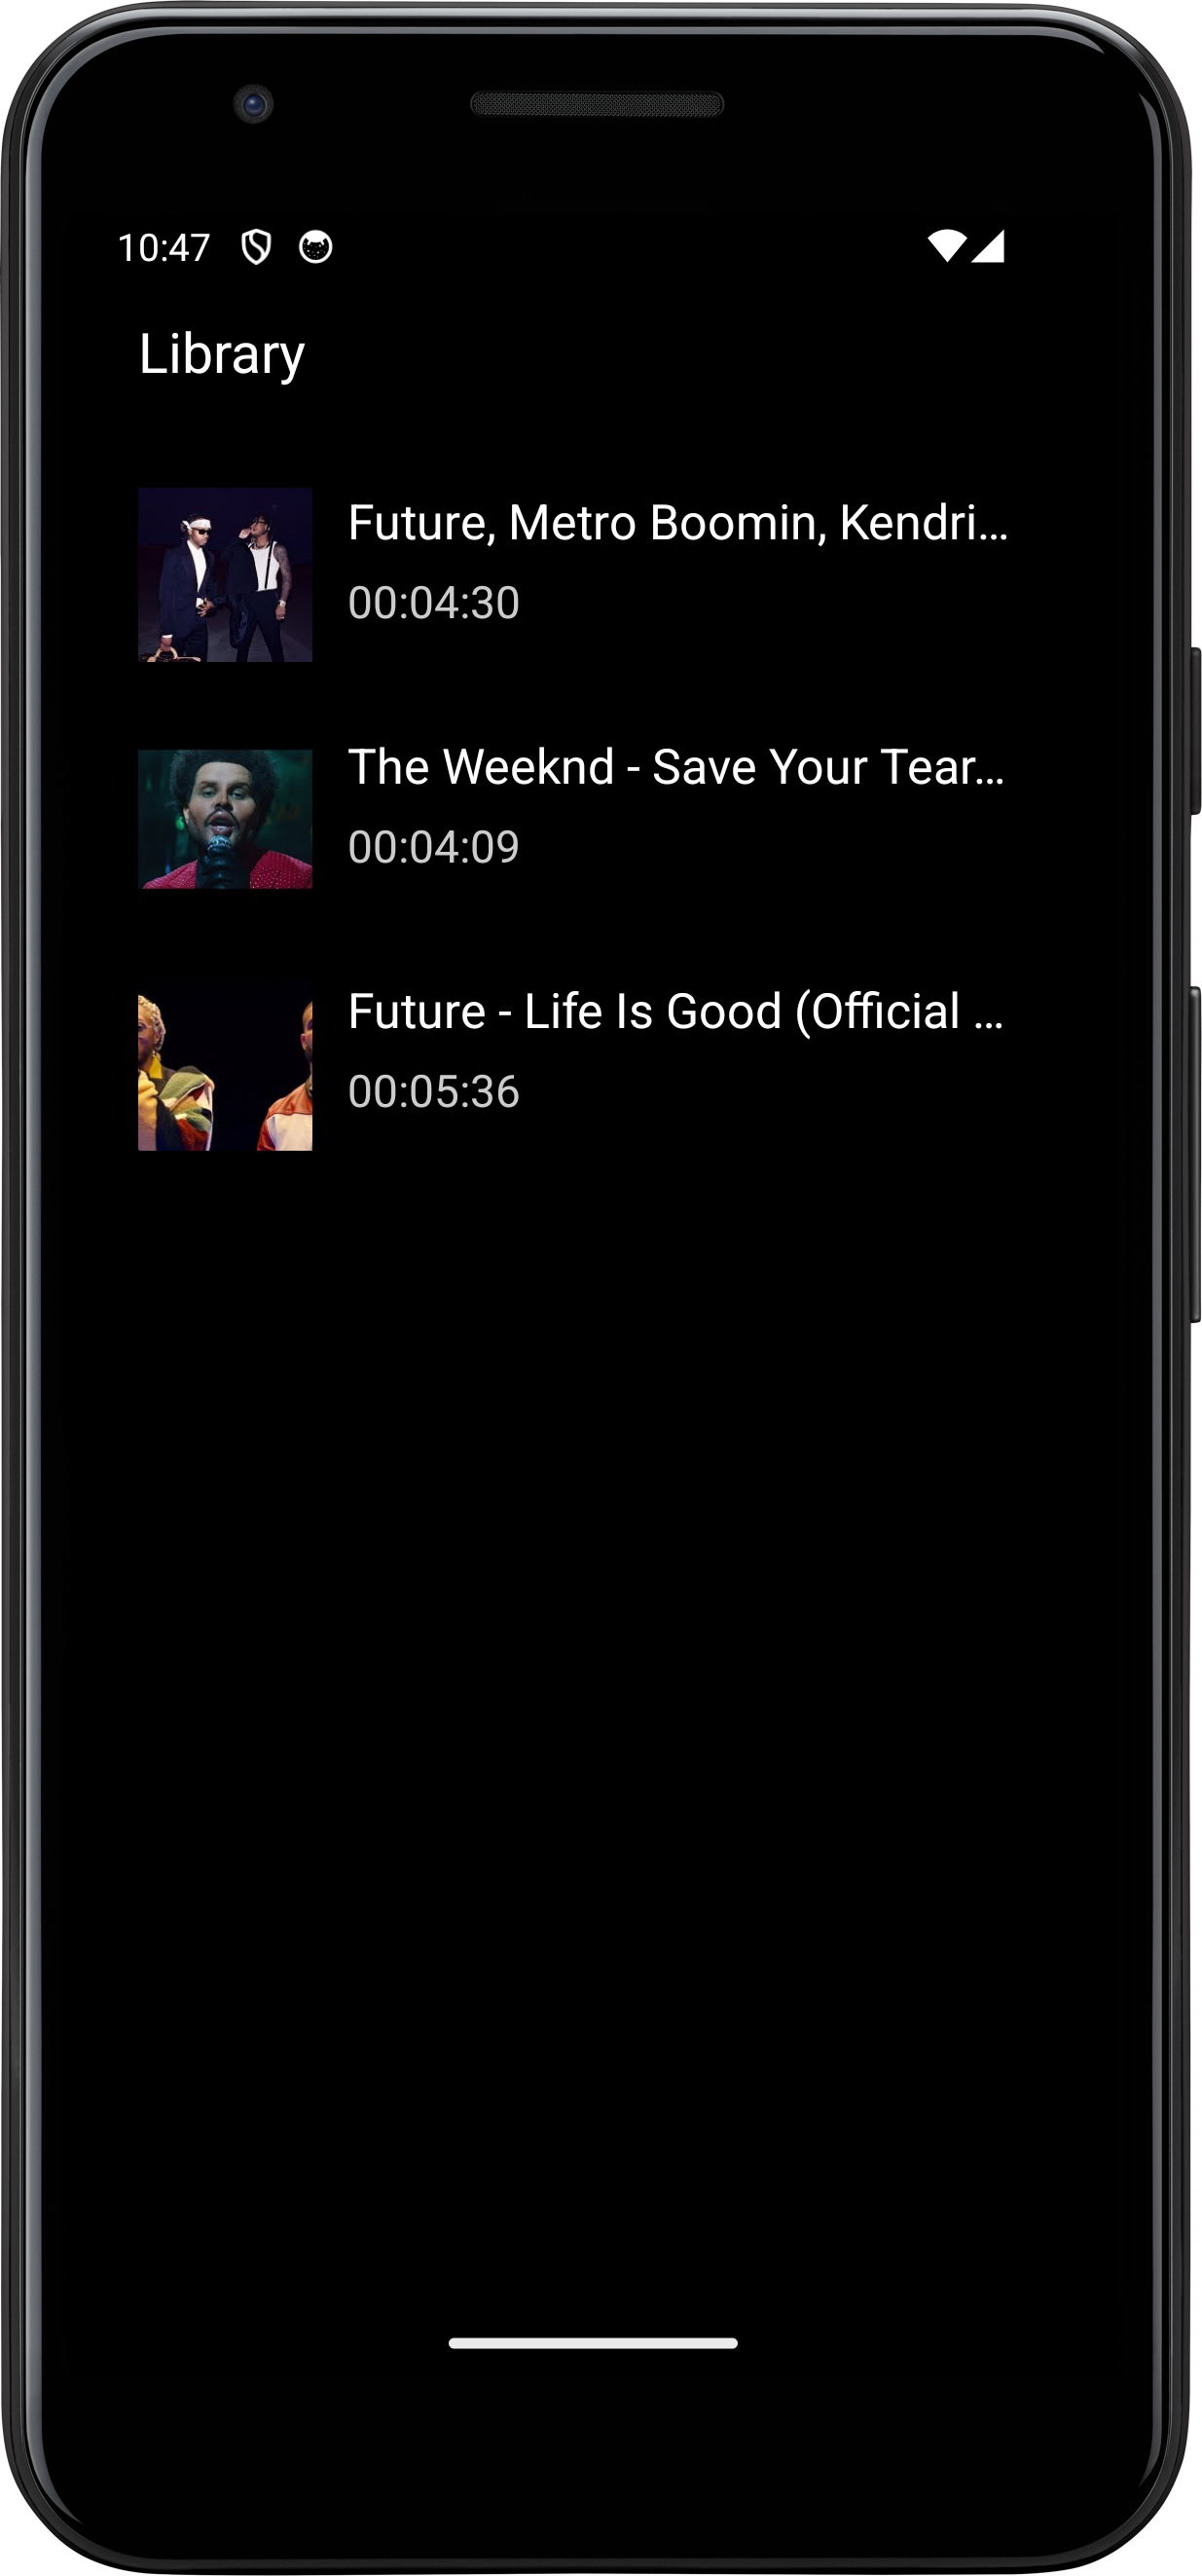 10:47
Library
Future, Metro Boomin, Kendri...
00:04:30
The Weeknd - Save Your Tear...
00:04:09
Future - Life Is Good (Official ...
00:05:36